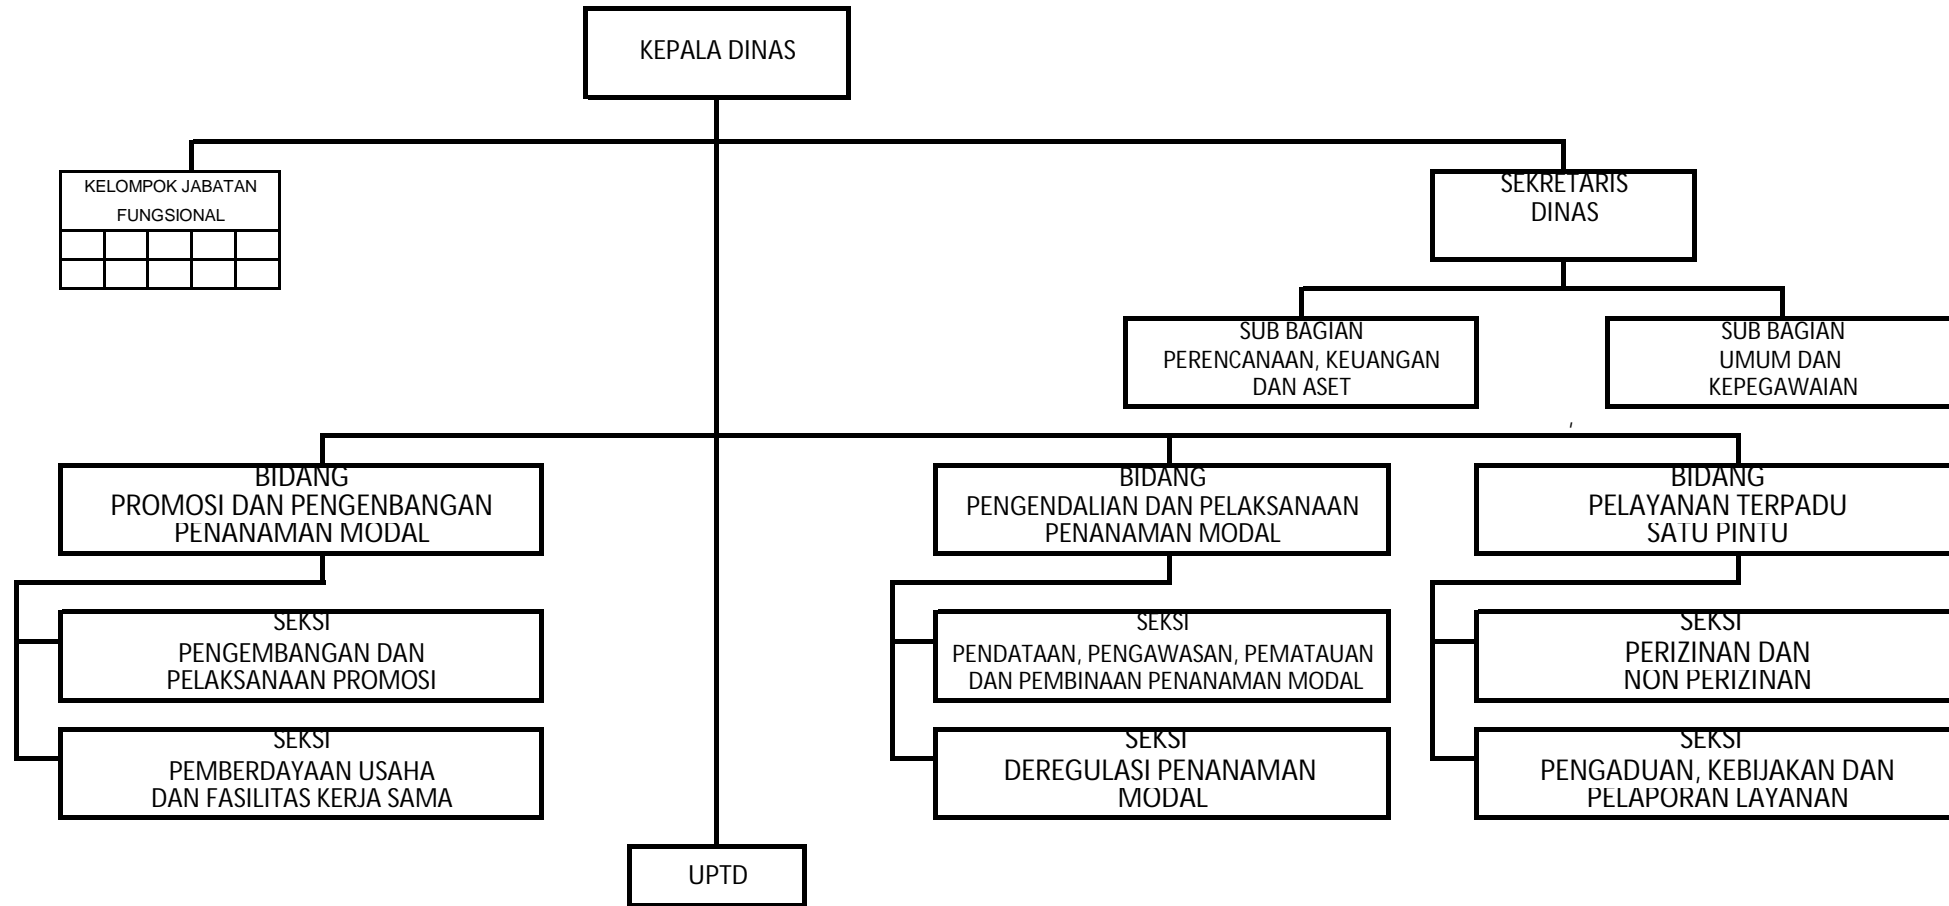 KEPALA DINAS
KELOMPOK JABATAN
FUNGSIONAL
SEKRETARIS
DINAS
SUB BAGIAN
PERENCANAAN, KEUANGAN
DAN ASET
SUB BAGIAN
UMUM DAN
KEPEGAWAIAN
,
BIDANG
PROMOSI DAN PENGENBANGAN
PENANAMAN MODAL
BIDANG
PENGENDALIAN DAN PELAKSANAAN
PENANAMAN MODAL
BIDANG
PELAYANAN TERPADU
SATU PINTU
SEKSI
PENGEMBANGAN DAN
PELAKSANAAN PROMOSI
SEKSI
PENDATAAN, PENGAWASAN, PEMATAUAN
DAN PEMBINAAN PENANAMAN MODAL
SEKSI
PERIZINAN DAN
NON PERIZINAN
SEKSI
PEMBERDAYAAN USAHA
DAN FASILITAS KERJA SAMA
SEKSI
DEREGULASI PENANAMAN
MODAL
SEKSI
PENGADUAN, KEBIJAKAN DAN
PELAPORAN LAYANAN
UPTD